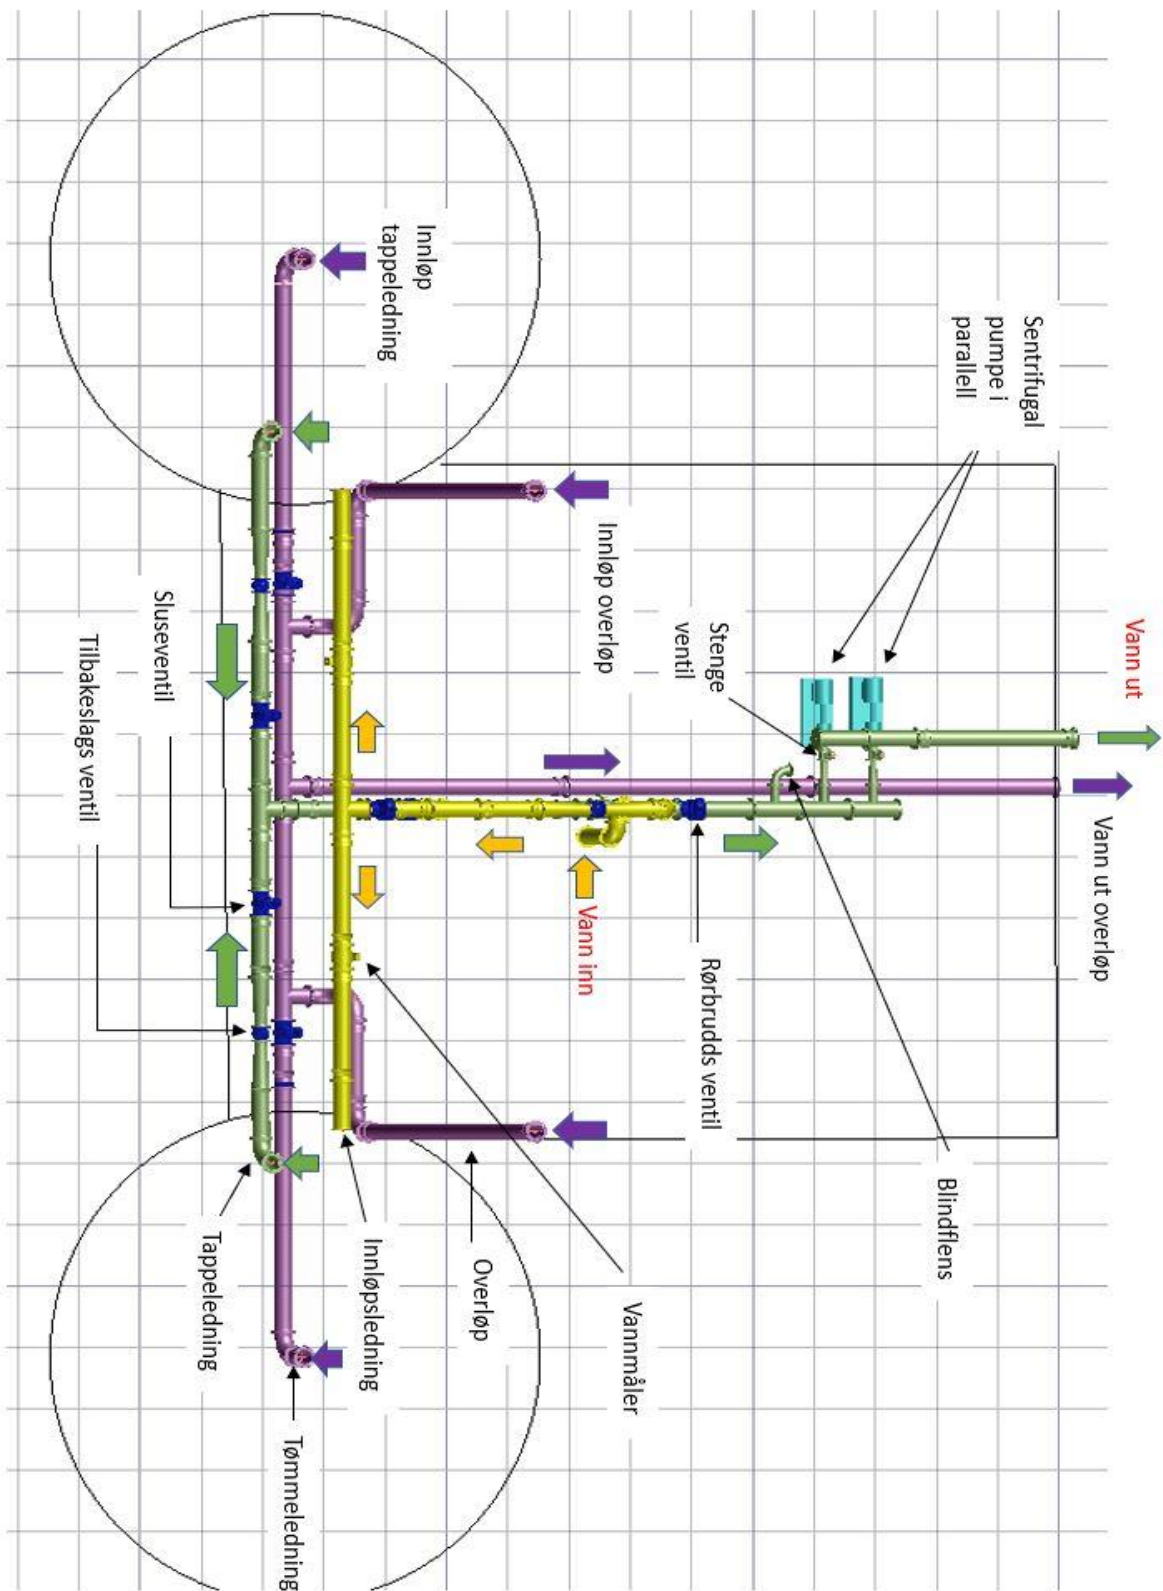 Innløp
tappeledning
Sentrifugal
pumpe i
parallell
Innløp overløp
Vann ut
Stenge
ventil
Sluseventil
Tilbakeslags ventil
Vann ut overløp
Vann inn
Rørbrudds ventil
Blindflens
Tappeledning
Innløpsledning
Overløp
Vannmåler
Tømmeledning